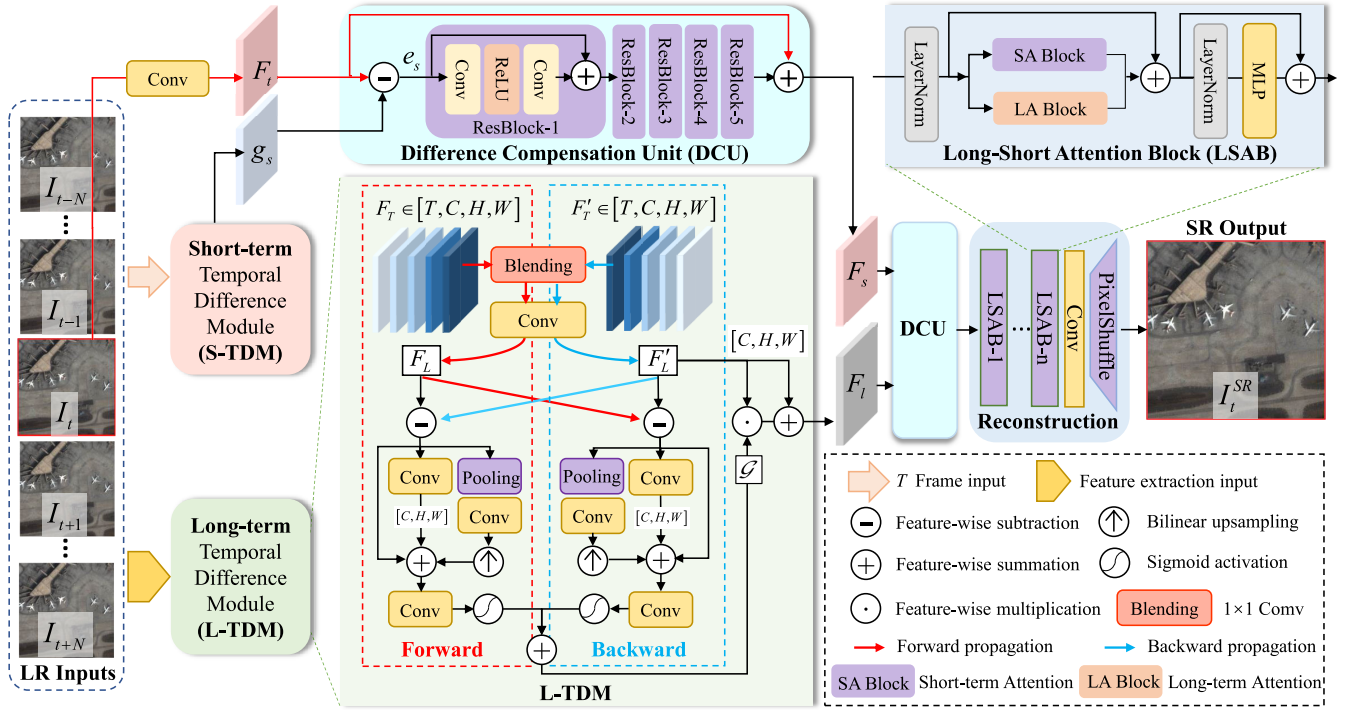 I_{t-N}
I_{t-1}
I_t
I_{t+1}
I_{t+N}
LR Inputs
Conv
F_t
g_s
Short-term
Temporal
Difference
Module
(S-TDM)
Long-term
Temporal
Difference
Module
(L-TDM)
e_s
Conv
ReLU
Conv
ResBlock-1
ResBlock-2
ResBlock-3
ResBlock-4
ResBlock-5
Difference Compensation Unit (DCU)
LayerNorm
SA Block
LA Block
LayerNorm
MLP
Long-Short Attention Block (LSAB)
F_T ∈ [T, C, H, W]
F'_T ∈ [T, C, H, W]
Blending
Conv
F_L
F'_L
[C, H, W]
Conv
Pooling
Pooling
Conv
[C, H, W]
Conv
Conv
[C, H, W]
Conv
Conv
Forward
Backward
L-TDM
𝒢
F_s
F_l
DCU
LSAB-1
...
LSAB-n
Conv
PixelShuffle
Reconstruction
SR Output
I_t^{SR}
T Frame input
Feature extraction input
Feature-wise subtraction
Bilinear upsampling
Feature-wise summation
Sigmoid activation
Feature-wise multiplication
Blending
1×1 Comv
Forward propagation
Backward propagation
SA Block
Short-term Attention
LA Block
Long-term Attention